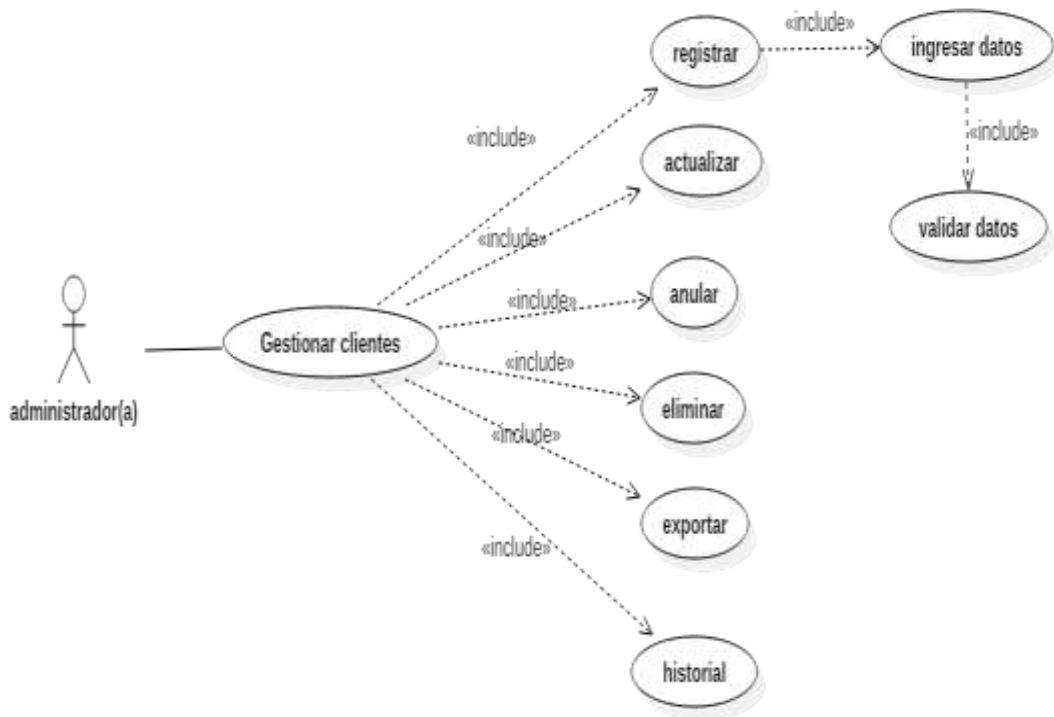 «include»
registrar
ingresar datos
«include»
«include»
actualizar
validar datos
«include»
«include»
anular
Gestionar clientes
«include»
eliminar
administrador(a)
«include»
exportar
«include»
historial